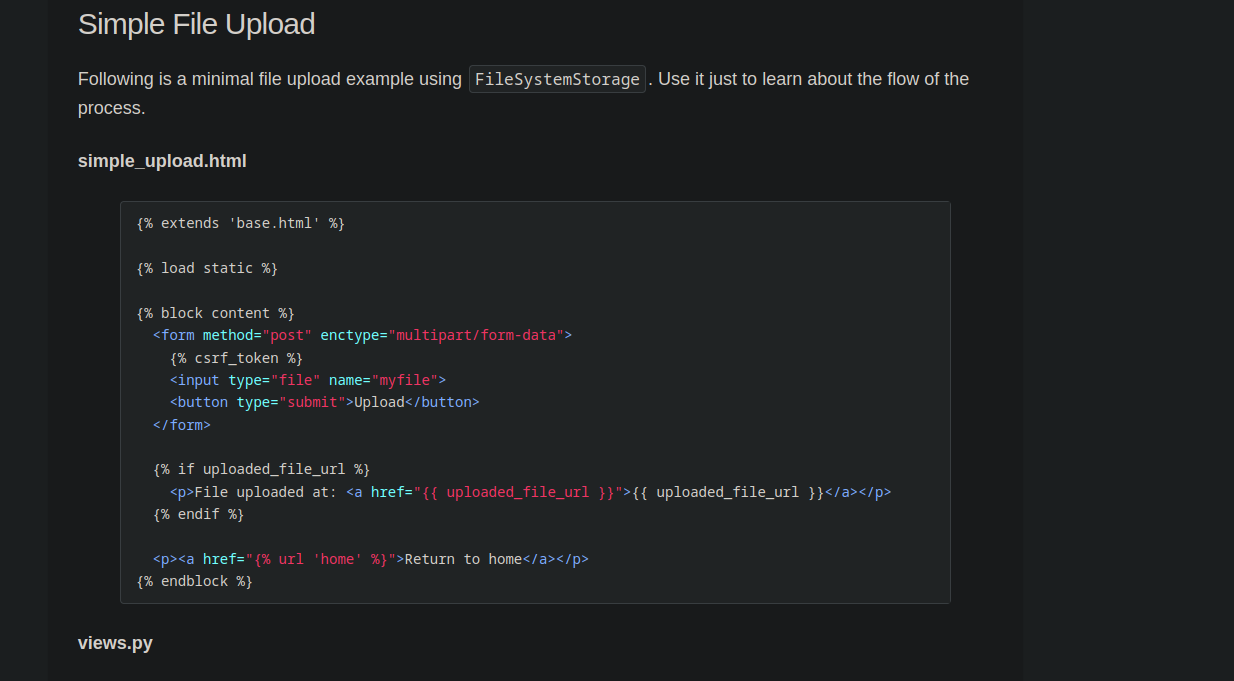 Simple File Upload
Following is a minimal file upload example using FileSystemStorage. Use it just to learn about the flow of the
process.
simple_upload.html
{% extends 'base.html' %}
{% load static %}
{% block content %}
<form method="post" enctype="multipart/form-data">
{% csrf_token %}
<input type="file" name="myfile">
<button type="submit">Upload</button>
</form>
{% if uploaded_file_url %}
<p>File uploaded at: <a href="{{ uploaded_file_url }}">{{ uploaded_file_url }}</a></p>
{% endif %}
<p><a href="{% url 'home' %}">Return to home</a></p>
{% endblock %}
views.py